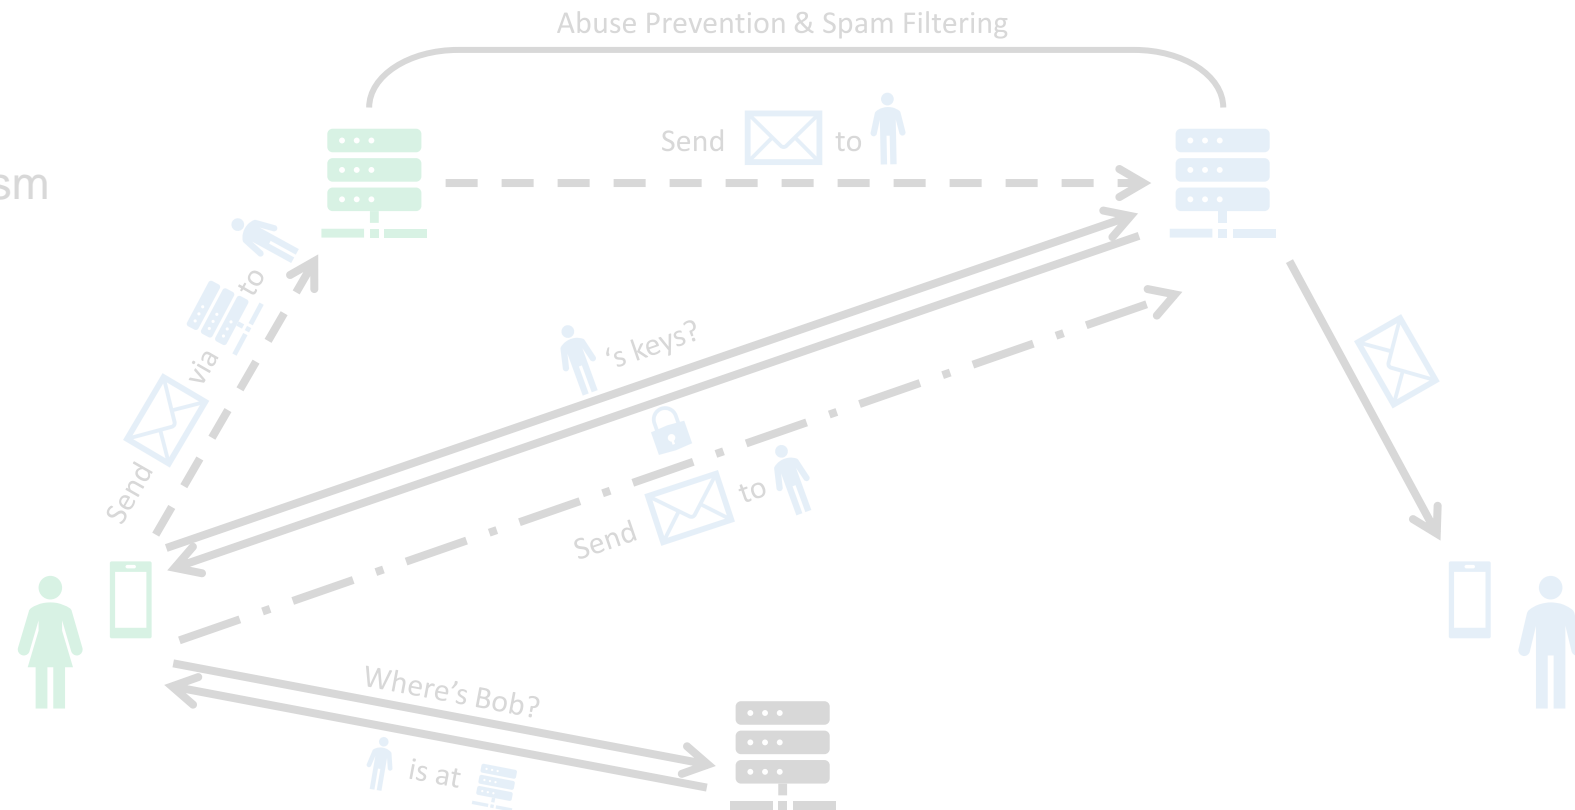 Abuse Prevention & Spam Filtering
Send to
sm
Send via to
's keys?
Send to
Where's Bob?
is at